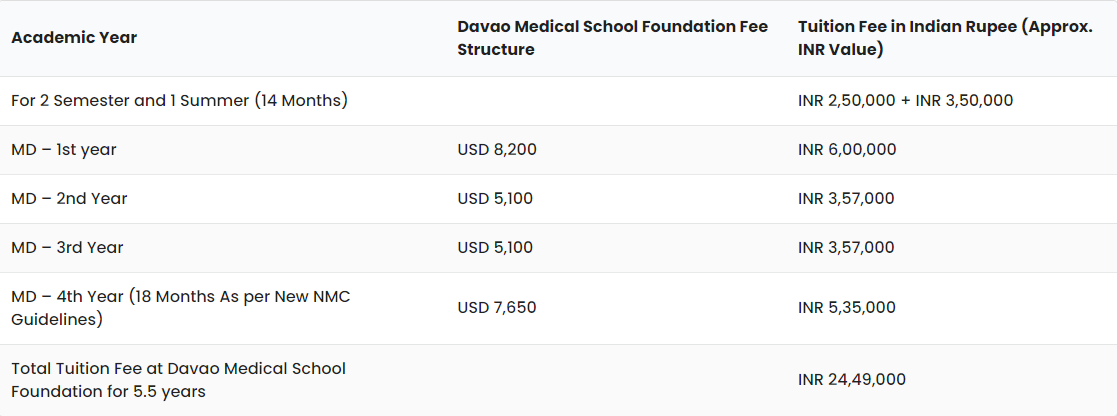 Academic Year
Davao Medical School Foundation Fee
Structure
Tuition Fee in Indian Rupee (Approx.
INR Value)
For 2 Semester and 1 Summer (14 Months)
INR 2,50,000 + INR 3,50,000
MD – 1st year
USD 8,200
INR 6,00,000
MD – 2nd Year
USD 5,100
INR 3,57,000
MD – 3rd Year
USD 5,100
INR 3,57,000
MD – 4th Year (18 Months As per New NMC
Guidelines)
USD 7,650
INR 5,35,000
Total Tuition Fee at Davao Medical School
Foundation for 5.5 years
INR 24,49,000